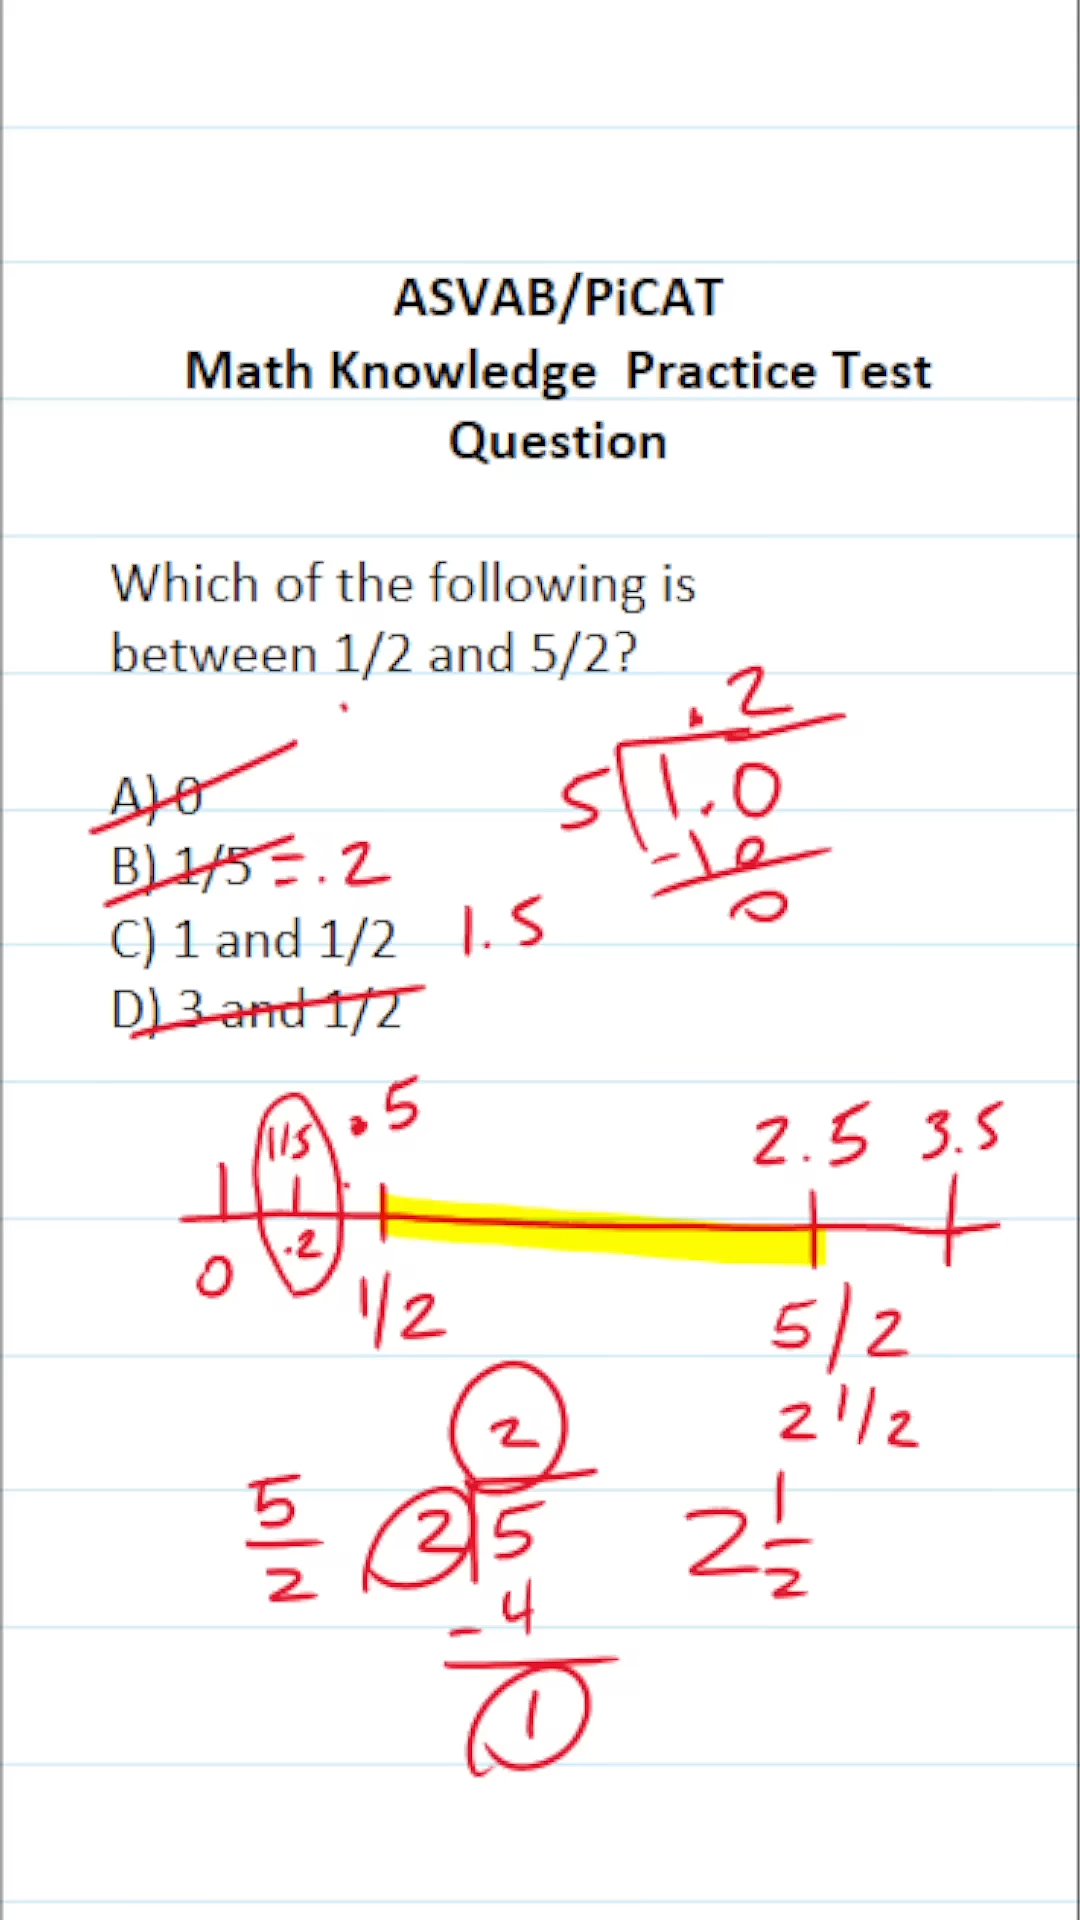 ASVAB/PiCAT
Math Knowledge Practice Test
Question
Which of the following is
between 1/2 and 5/2?
.2
5 1.0
-10
0
A) 0
B) 1/5 = .2
C) 1 and 1/2 1.5
D) 3 and 1/2
1/5 .5 2.5 3.5
0 .2 1/2 5/2
2 1/2
2
5/2 2 5 2 1/2
- 4
1